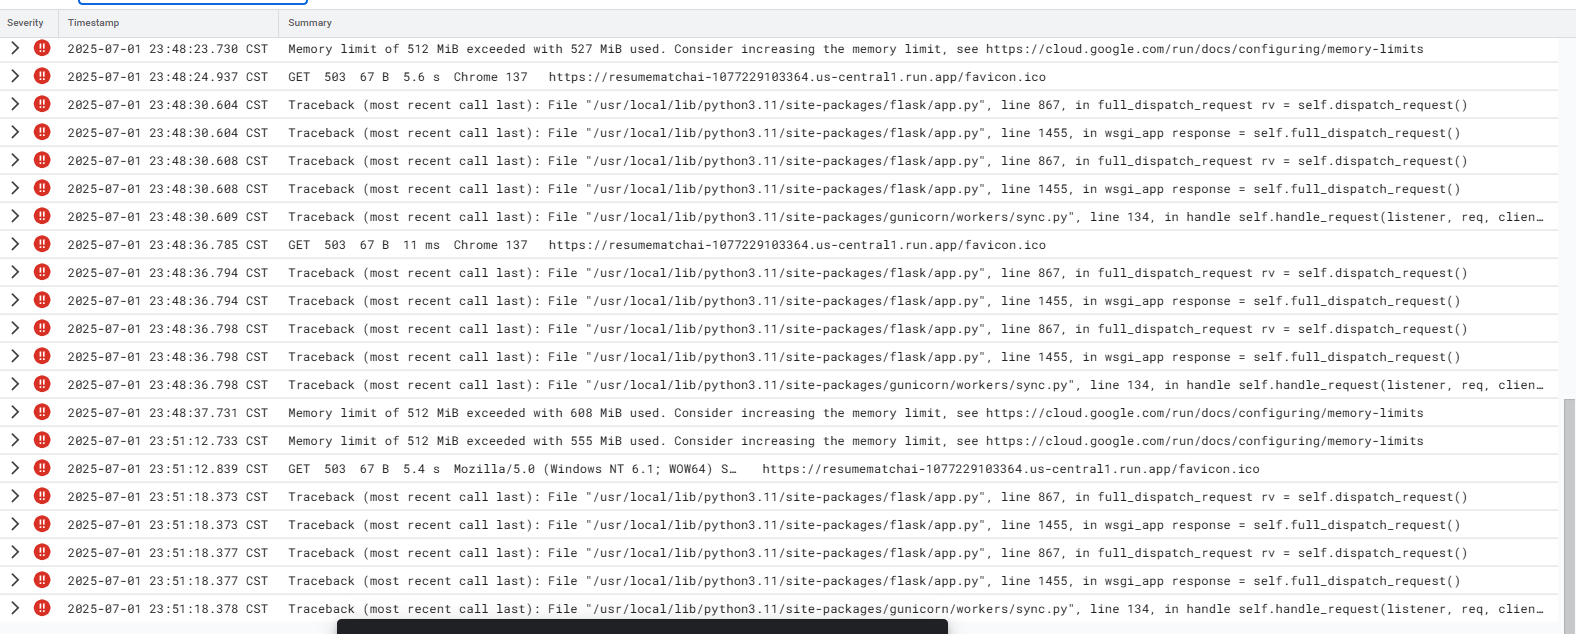 Severity Timestamp Summary
2025-07-01 23:48:23.730 CST Memory limit of 512 MiB exceeded with 527 MiB used. Consider increasing the memory limit, see https://cloud.google.com/run/docs/configuring/memory-limits
2025-07-01 23:48:24.937 CST GET 503 67 B 5.6 s Chrome 137 https://resumematchai-1077229103364.us-central1.run.app/favicon.ico
2025-07-01 23:48:30.604 CST Traceback (most recent call last): File "/usr/local/lib/python3.11/site-packages/flask/app.py", line 867, in full_dispatch_request rv = self.dispatch_request()
2025-07-01 23:48:30.604 CST Traceback (most recent call last): File "/usr/local/lib/python3.11/site-packages/flask/app.py", line 1455, in wsgi_app response = self.full_dispatch_request()
2025-07-01 23:48:30.608 CST Traceback (most recent call last): File "/usr/local/lib/python3.11/site-packages/flask/app.py", line 867, in full_dispatch_request rv = self.dispatch_request()
2025-07-01 23:48:30.608 CST Traceback (most recent call last): File "/usr/local/lib/python3.11/site-packages/flask/app.py", line 1455, in wsgi_app response = self.full_dispatch_request()
2025-07-01 23:48:30.609 CST Traceback (most recent call last): File "/usr/local/lib/python3.11/site-packages/gunicorn/workers/sync.py", line 134, in handle self.handle_request(listener, req, clien…
2025-07-01 23:48:36.785 CST GET 503 67 B 11 ms Chrome 137 https://resumematchai-1077229103364.us-central1.run.app/favicon.ico
2025-07-01 23:48:36.794 CST Traceback (most recent call last): File "/usr/local/lib/python3.11/site-packages/flask/app.py", line 867, in full_dispatch_request rv = self.dispatch_request()
2025-07-01 23:48:36.794 CST Traceback (most recent call last): File "/usr/local/lib/python3.11/site-packages/flask/app.py", line 1455, in wsgi_app response = self.full_dispatch_request()
2025-07-01 23:48:36.798 CST Traceback (most recent call last): File "/usr/local/lib/python3.11/site-packages/flask/app.py", line 867, in full_dispatch_request rv = self.dispatch_request()
2025-07-01 23:48:36.798 CST Traceback (most recent call last): File "/usr/local/lib/python3.11/site-packages/flask/app.py", line 1455, in wsgi_app response = self.full_dispatch_request()
2025-07-01 23:48:36.798 CST Traceback (most recent call last): File "/usr/local/lib/python3.11/site-packages/gunicorn/workers/sync.py", line 134, in handle self.handle_request(listener, req, clien…
2025-07-01 23:48:37.731 CST Memory limit of 512 MiB exceeded with 608 MiB used. Consider increasing the memory limit, see https://cloud.google.com/run/docs/configuring/memory-limits
2025-07-01 23:51:12.733 CST Memory limit of 512 MiB exceeded with 555 MiB used. Consider increasing the memory limit, see https://cloud.google.com/run/docs/configuring/memory-limits
2025-07-01 23:51:12.839 CST GET 503 67 B 5.4 s Mozilla/5.0 (Windows NT 6.1; WOW64) S… https://resumematchai-1077229103364.us-central1.run.app/favicon.ico
2025-07-01 23:51:18.373 CST Traceback (most recent call last): File "/usr/local/lib/python3.11/site-packages/flask/app.py", line 867, in full_dispatch_request rv = self.dispatch_request()
2025-07-01 23:51:18.373 CST Traceback (most recent call last): File "/usr/local/lib/python3.11/site-packages/flask/app.py", line 1455, in wsgi_app response = self.full_dispatch_request()
2025-07-01 23:51:18.377 CST Traceback (most recent call last): File "/usr/local/lib/python3.11/site-packages/flask/app.py", line 867, in full_dispatch_request rv = self.dispatch_request()
2025-07-01 23:51:18.377 CST Traceback (most recent call last): File "/usr/local/lib/python3.11/site-packages/flask/app.py", line 1455, in wsgi_app response = self.full_dispatch_request()
2025-07-01 23:51:18.378 CST Traceback (most recent call last): File "/usr/local/lib/python3.11/site-packages/gunicorn/workers/sync.py", line 134, in handle self.handle_request(listener, req, clien…